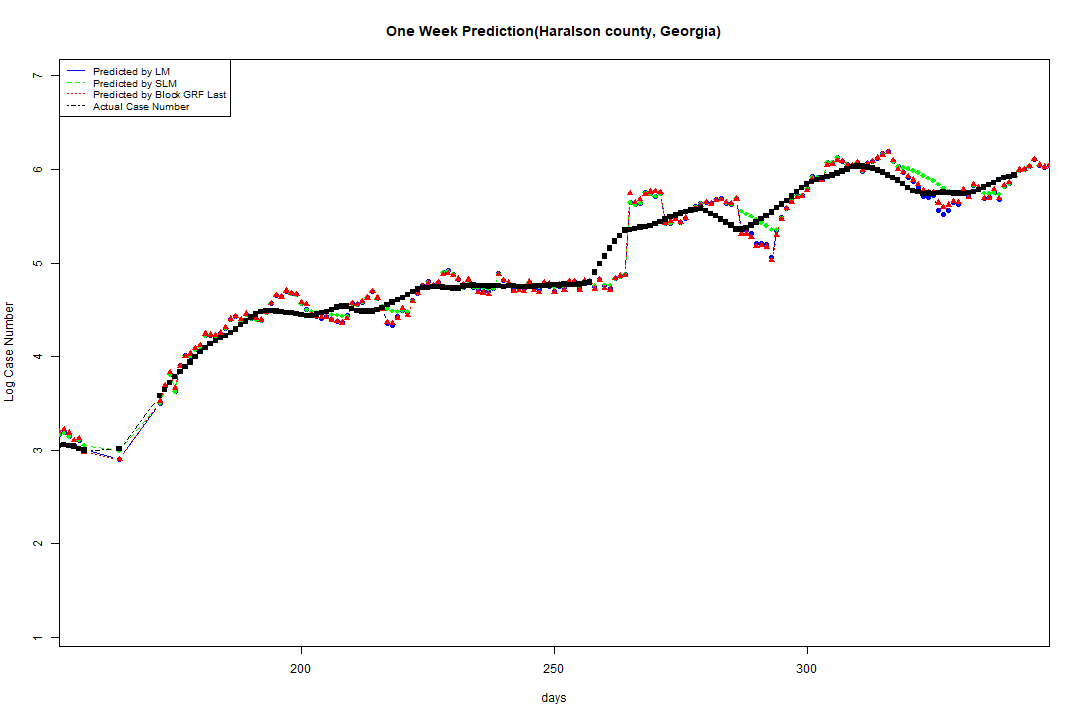 One Week Prediction(Haralson county, Georgia)
Predicted by LM
Predicted by SLM
Predicted by Block GRF Last
Actual Case Number
7
6
5
4
3
2
1
Log Case Number
200 250 300
days